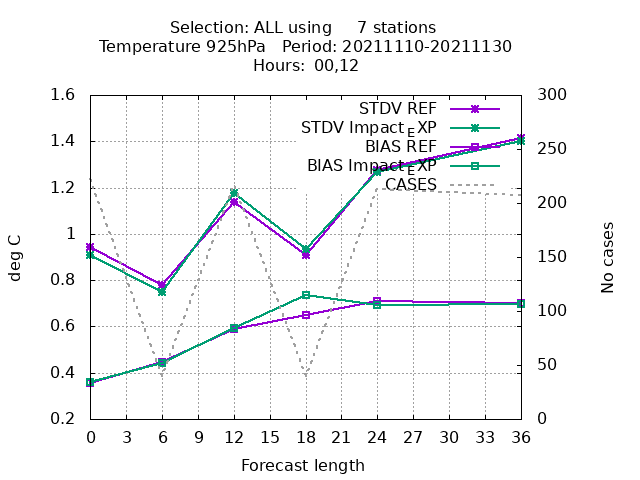 Selection: ALL using 7 stations
Temperature 925hPa Period: 20211110-20211130
Hours: 00,12
1.6
1.4
1.2
1
0.8
0.6
0.4
0.2
deg C
STDV REF
STDV Impact_EXP
BIAS REF
BIAS Impact_EXP
CASES
300
250
200
150
100
50
0
No cases
0 3 6 9 12 15 18 21 24 27 30 33 36
Forecast length